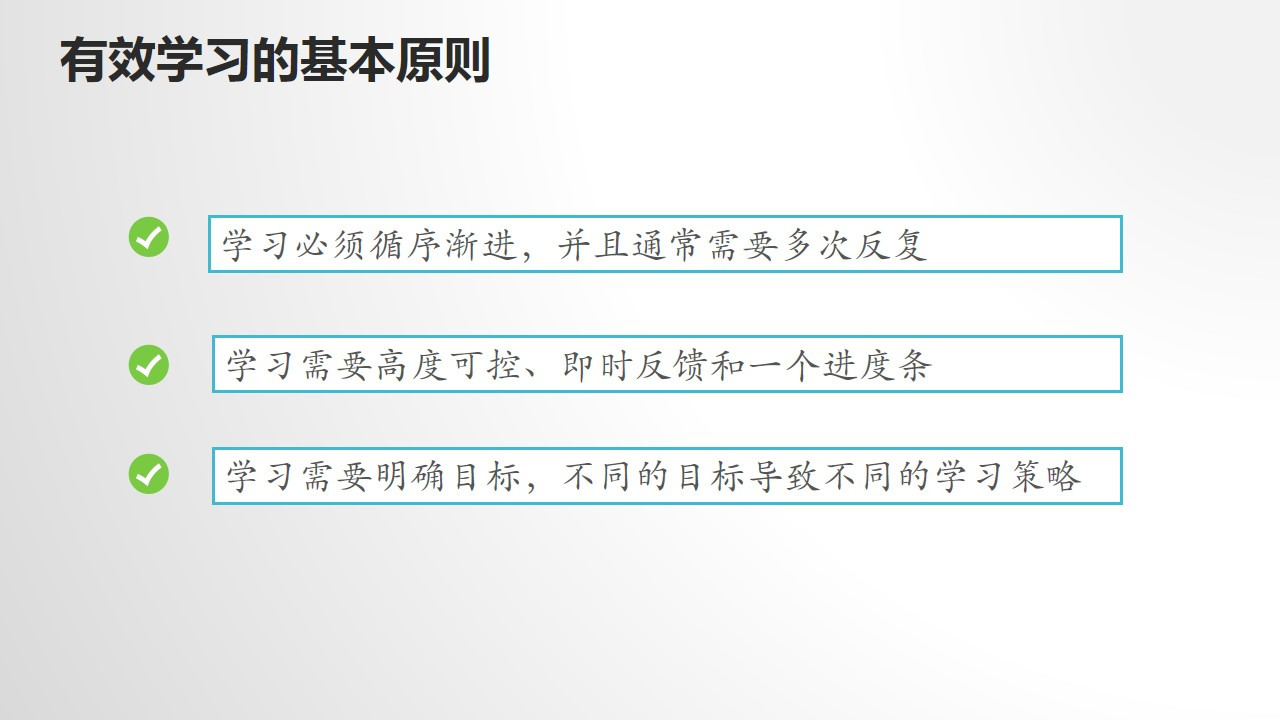 有效学习的基本原则
学习必须循序渐进，并且通常需要多次反复
学习需要高度可控、即时反馈和一个进度条
学习需要明确目标，不同的目标导致不同的学习策略